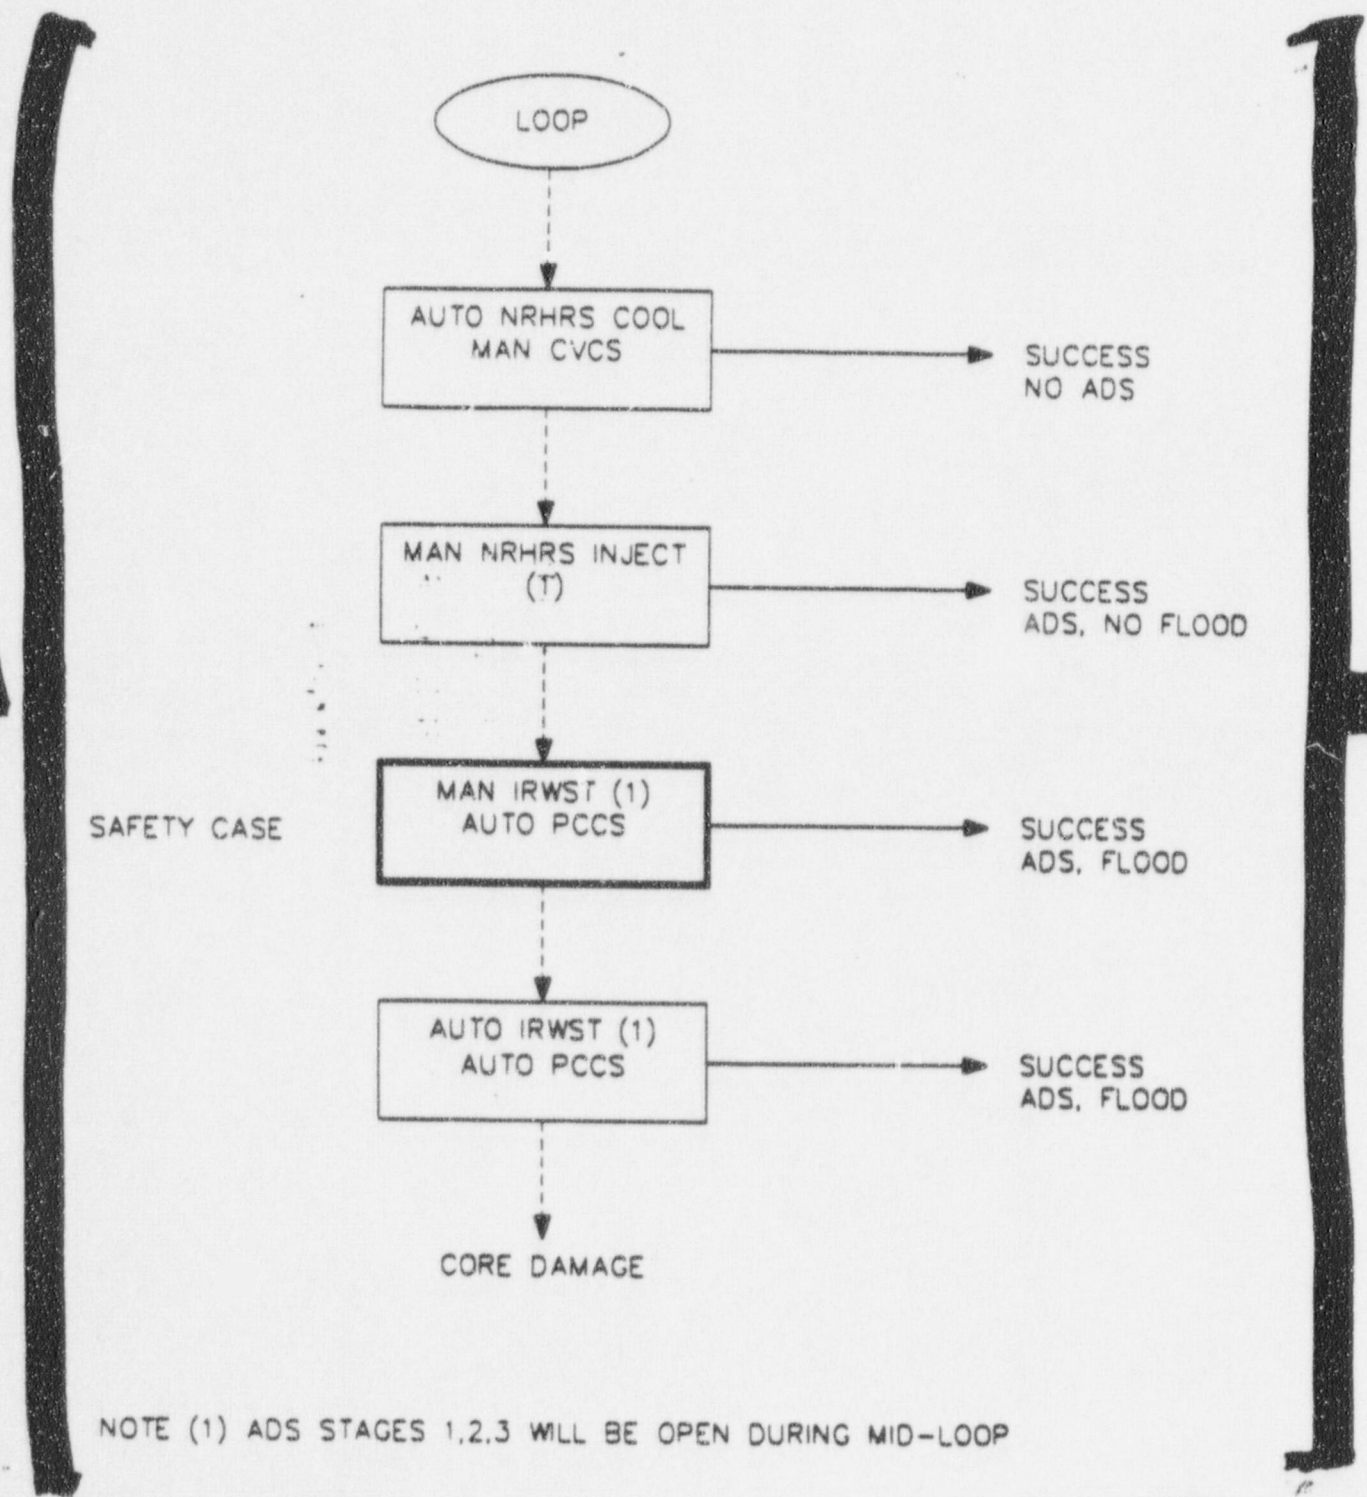 LOOP
AUTO NRHRS COOL
MAN CVCS
SUCCESS
NO ADS
MAN NRHRS INJECT
(1)
SUCCESS
ADS, NO FLOOD
SAFETY CASE
MAN IRWST (1)
AUTO PCCS
SUCCESS
ADS, FLOOD
AUTO IRWST (1)
AUTO PCCS
SUCCESS
ADS, FLOOD
CORE DAMAGE
NOTE (1) ADS STAGES 1,2,3 WILL BE OPEN DURING MID-LOOP